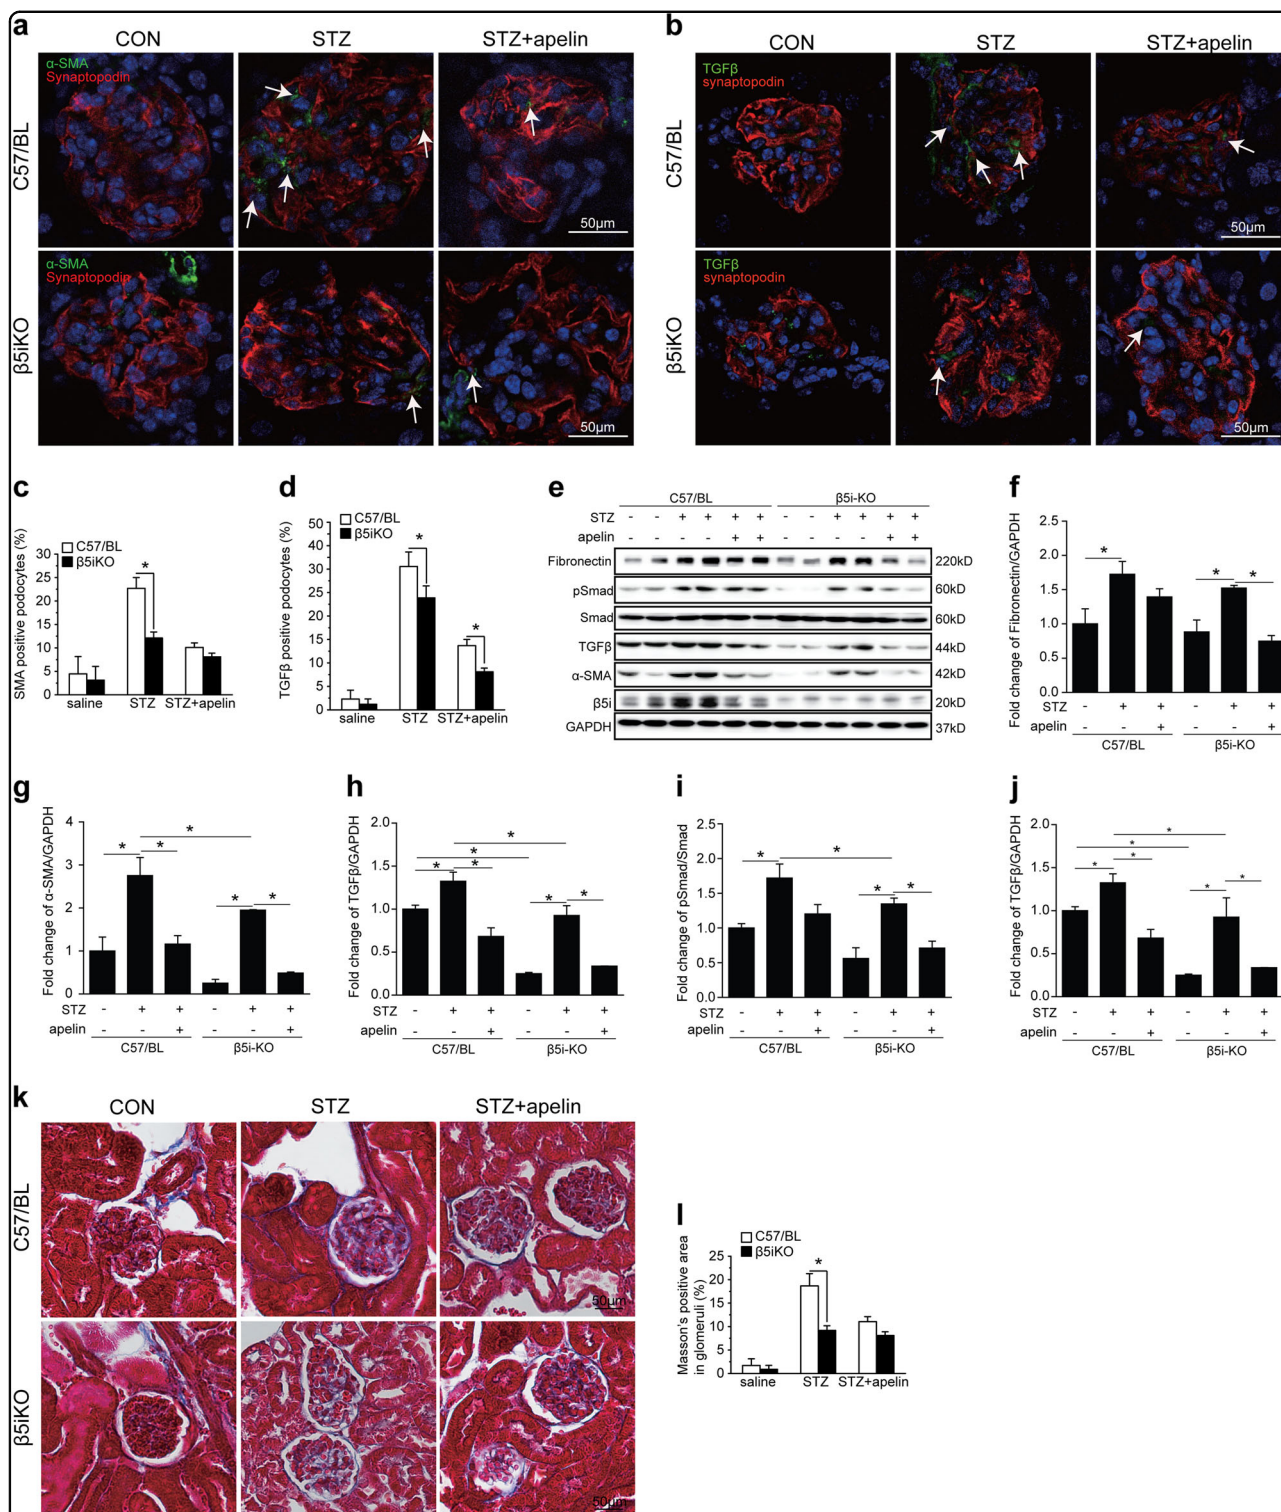 a
CON STZ STZ+apelin
C57/BL
α-SMA
Synaptopodin
50μm
β5iKO
α-SMA
Synaptopodin
50μm
b
CON STZ STZ+apelin
C57/BL
TGFβ
synaptopodin
50μm
β5iKO
TGFβ
synaptopodin
50μm
c
SMA positive podocytes (%)
C57/BL
β5iKO
30
25
20
15
10
5
0
*
saline STZ STZ+apelin
d
TGFβ positive podocytes (%)
C57/BL
β5iKO
40
35
30
25
20
15
10
5
0
* *
saline STZ STZ+apelin
e
C57/BL β5i-KO
STZ - - + + + + - - + + + +
apelin - - - - + + - - - - + +
Fibronectin 220kD
pSmad 60kD
Smad 60kD
TGFβ 44kD
α-SMA 42kD
β5i 20kD
GAPDH 37kD
f
Fold change of Fibronectin/GAPDH
2.5
2.0
1.5
1.0
0.5
0.0
* * *
STZ - + + - + +
apelin - - + - - +
C57/BL β5i-KO
g
Fold change of α-SMA/GAPDH
4
3
2
1
0
* * * * *
STZ - + + - + +
apelin - - + - - +
C57/BL β5i-KO
h
Fold change of TGFβ/GAPDH
2.0
1.5
1.0
0.5
0.0
* * * * * *
STZ - + + - + +
apelin - - + - - +
C57/BL β5i-KO
i
Fold change of pSmad/Smad
2.5
2.0
1.5
1.0
0.5
0.0
* * * *
STZ - + + - + +
apelin - - + - - +
C57/BL β5i-KO
j
Fold change of TGFβ/GAPDH
2.0
1.5
1.0
0.5
0.0
* * * * * *
STZ - + + - + +
apelin - - + - - +
C57/BL β5i-KO
k
CON STZ STZ+apelin
C57/BL
50μm
β5iKO
50μm
l
Masson's positive area
in glomeruli (%)
C57/BL
β5iKO
25
20
15
10
5
0
*
saline STZ STZ+apelin